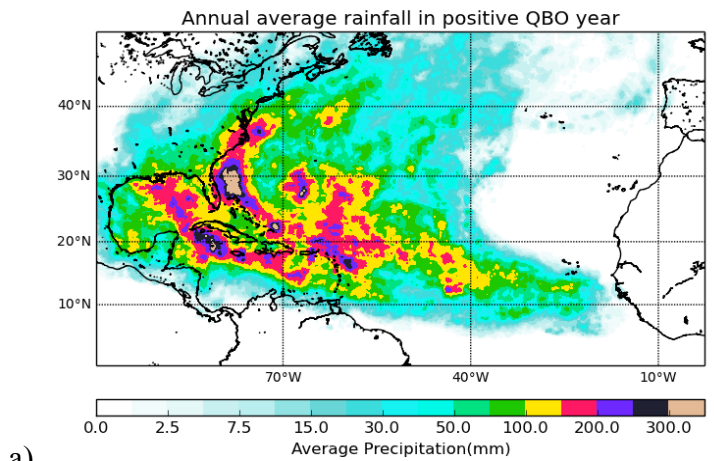 Annual average rainfall in positive QBO year
40°N
30°N
20°N
10°N
70°W 40°W 10°W
0.0 2.5 7.5 15.0 30.0 50.0 100.0 200.0 300.0
Average Precipitation(mm)
a)